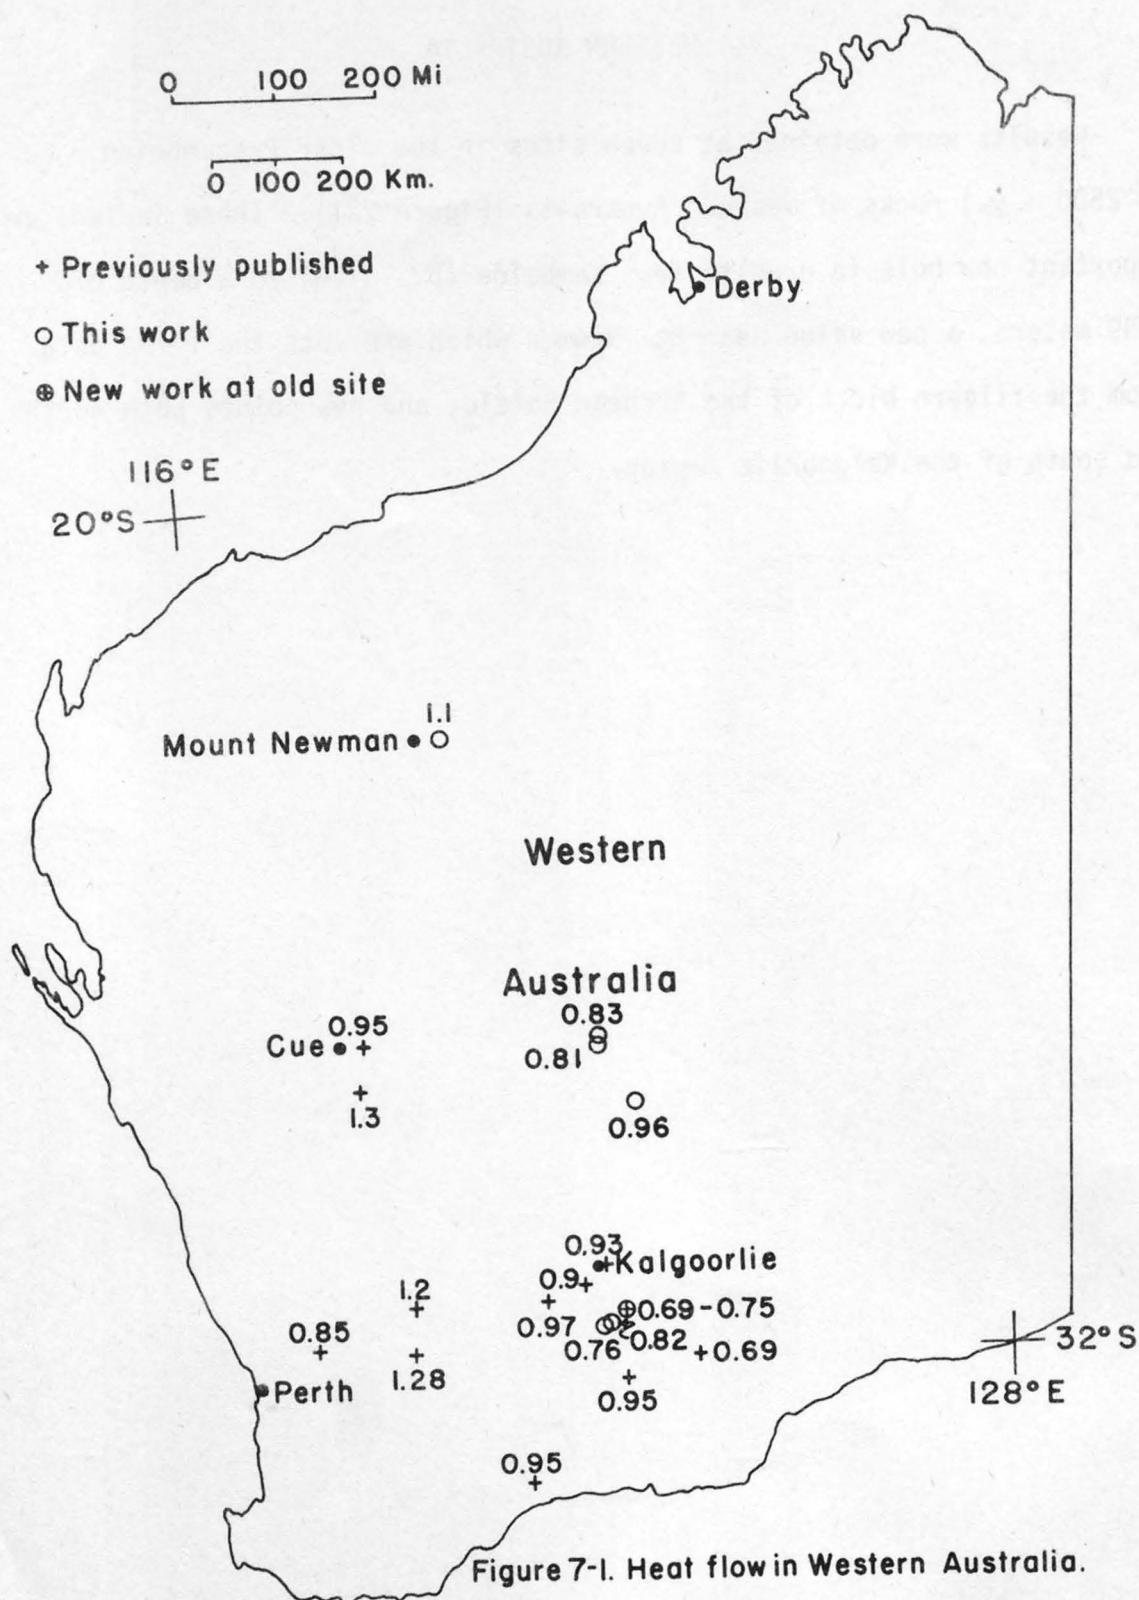 0 100 200 Mi
0 100 200 Km.
+ Previously published
○ This work
⊕ New work at old site
Derby
116°E
20°S
1.1
Mount Newman
Western
Australia
0.83
0.95
Cue
0.81
1.3
0.96
0.93
Kalgoorlie
0.9
1.2
0.69-0.75
0.85
0.97
0.82
32°S
0.76
0.69
1.28
Perth
128°E
0.95
0.95
Figure 7-1. Heat flow in Western Australia.